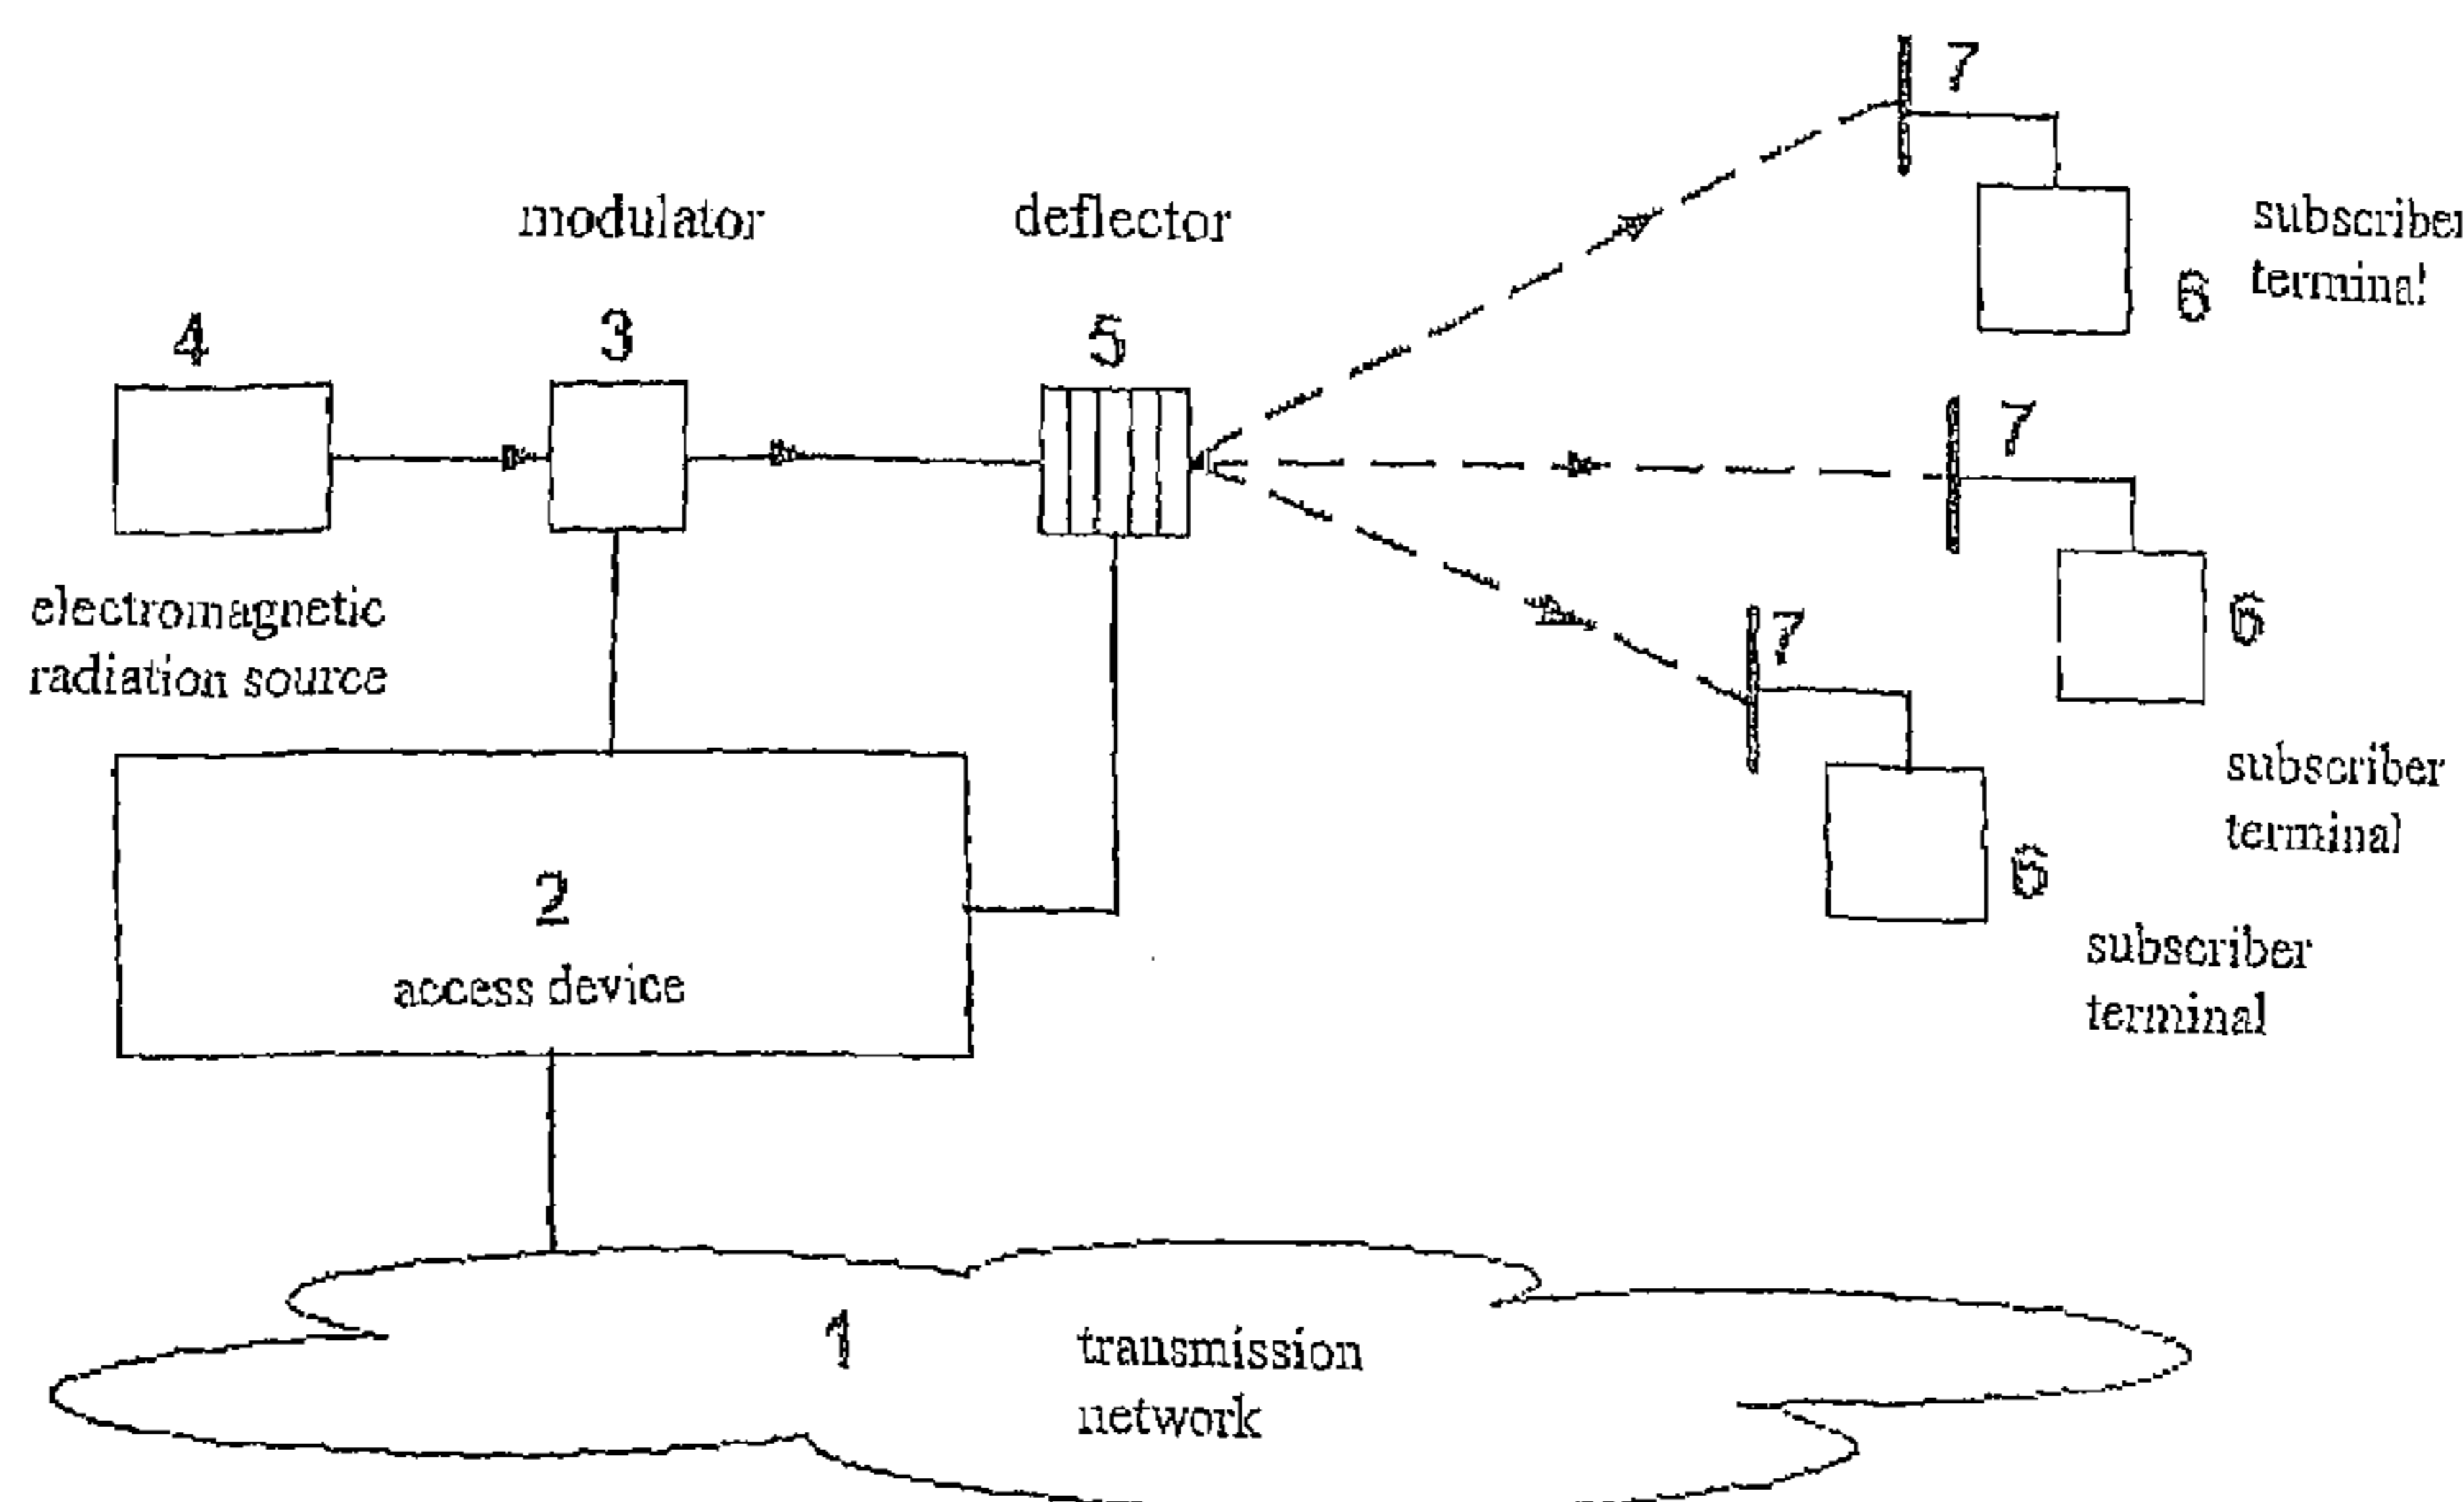 7
modulator
deflector
subscriber
terminal
6
4
3
5
7
6
electromagnetic
radiation source
7
subscriber
terminal
6
2
access device
subscriber
terminal
1
transmission
network